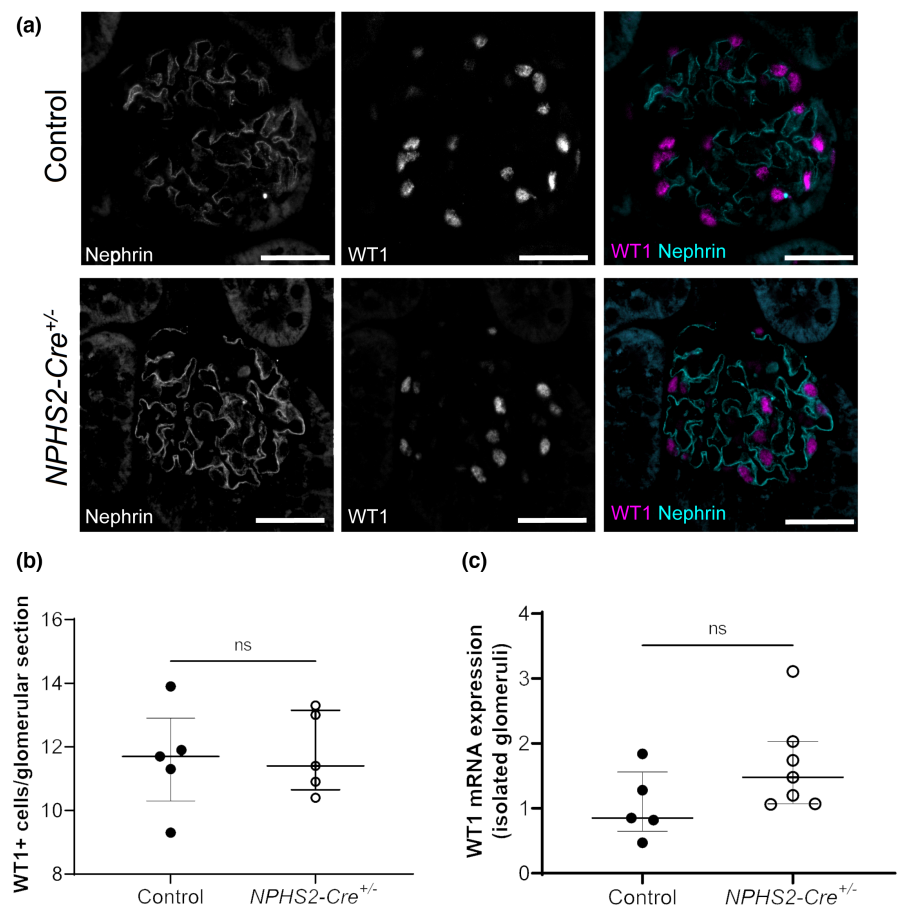 (a)
Control
Nephrin
WT1
WT1 Nephrin
NPHS2-Cre+/-
Nephrin
WT1
WT1 Nephrin
(b)
WT1+ cells/glomerular section
16
14
12
10
8
ns
Control
NPHS2-Cre+/-
(c)
WT1 mRNA expression
(isolated glomeruli)
4
3
2
1
0
ns
Control
NPHS2-Cre+/-